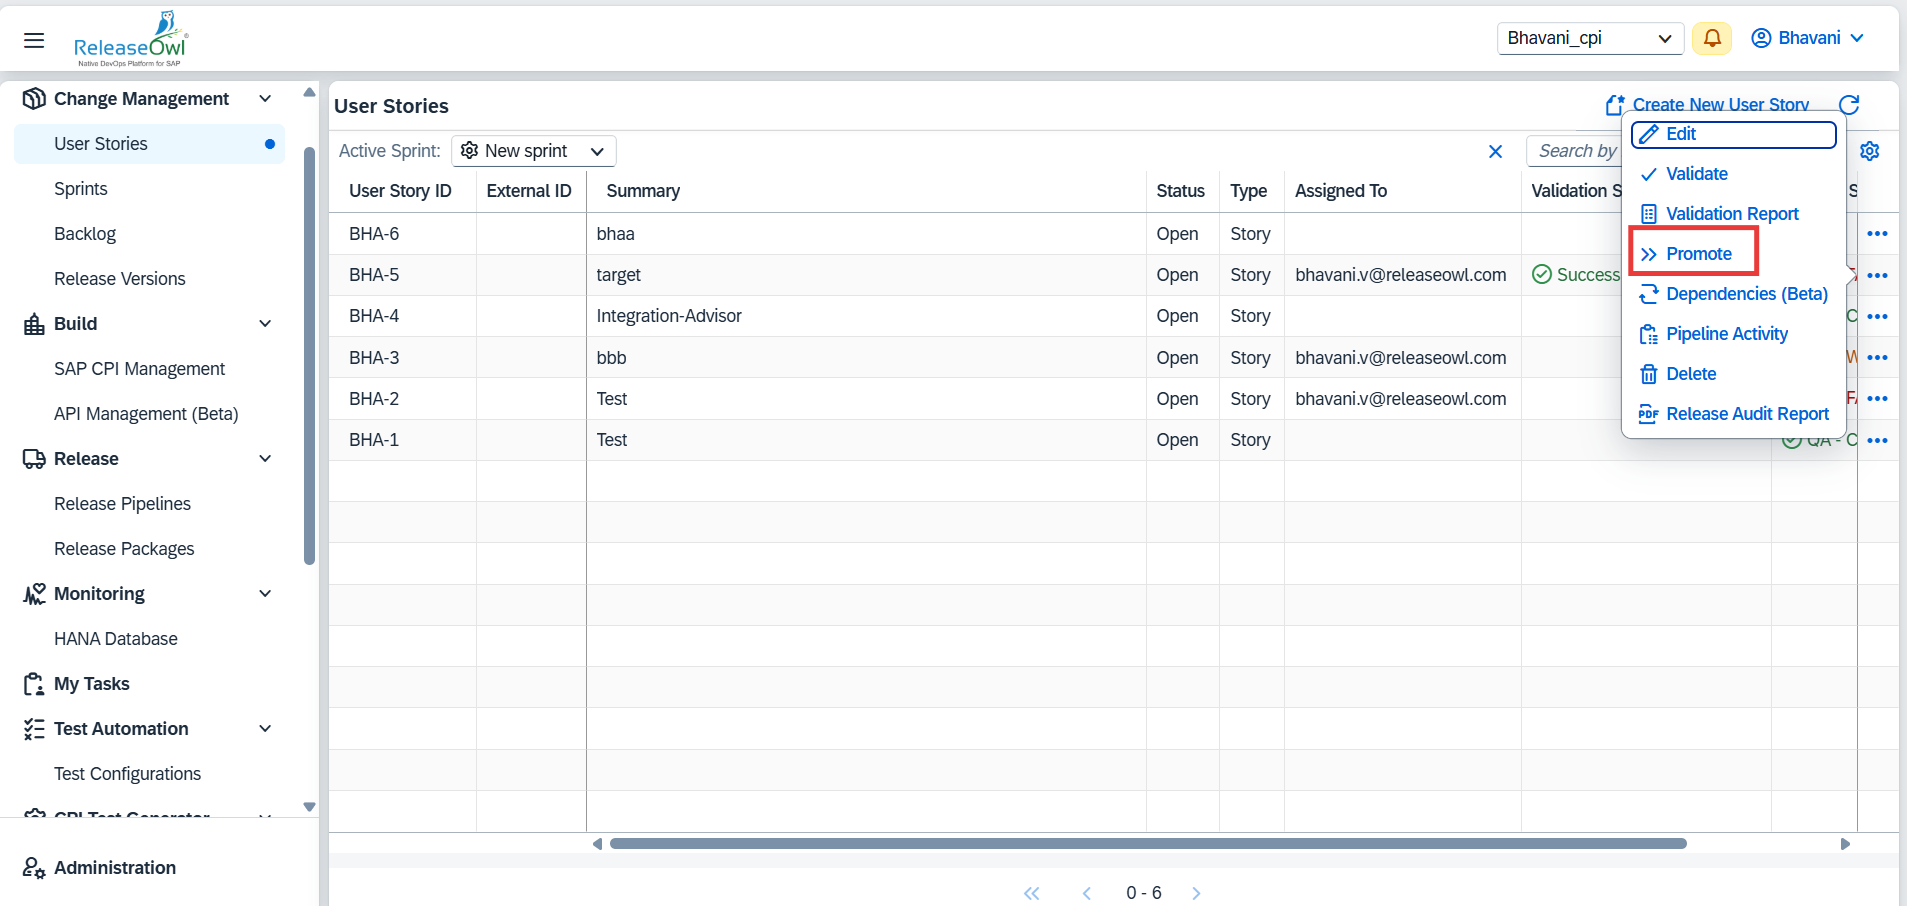 ReleaseOwl
Native DevOps Platform for SAP
Bhavani_cpi
Bhavani
Change Management
User Stories
Sprints
Backlog
Release Versions
Build
SAP CPI Management
API Management (Beta)
Release
Release Pipelines
Release Packages
Monitoring
HANA Database
My Tasks
Test Automation
Test Configurations
CPI Test Generator
Administration
User Stories
Create New User Story
Active Sprint: New sprint
Search by
User Story ID External ID Summary Status Type Assigned To Validation S S
BHA-6 bhaa Open Story
BHA-5 target Open Story bhavani.v@releaseowl.com Success
BHA-4 Integration-Advisor Open Story C
BHA-3 bbb Open Story bhavani.v@releaseowl.com W
BHA-2 Test Open Story bhavani.v@releaseowl.com FA
BHA-1 Test Open Story QA - C
Edit
Validate
Validation Report
Promote
Dependencies (Beta)
Pipeline Activity
Delete
PDF Release Audit Report
0 - 6